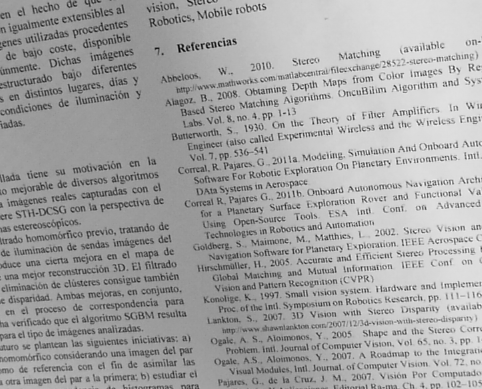 en el hecho de que
n igualmente extensibles al
genes utilizadas procedentes
de bajo coste, disponible
únmente. Dichas imágenes
estructurado bajo diferentes
s en distintos lugares, días y
condiciones de iluminación y
iadas.
llada tiene su motivación en la
o mejorable de diversos algoritmos
a imágenes reales capturadas con el
ere STH-DCSG con la perspectiva de
as estereoscópicos.
ltrado homomórfico previo, tratando de
de iluminación de sendas imágenes del
oduce una cierta mejora en el mapa de
una mejor reconstrucción 3D. El filtrado
eliminación de clústeres consigue también
e disparidad. Ambas mejoras, en conjunto,
en el proceso de correspondencia para
ha verificado que el algoritmo SGBM resulta
para el tipo de imágenes analizadas.
uturo se plantean las siguientes iniciativas: a)
homomórfico considerando una imagen del par
omo de referencia con el fin de asimilar las
a otra imagen del par a la primera; b) estudiar el
vision, Stereo
Robotics, Mobile robots
7. Referencias
Abbeloos, W., 2010. Stereo Matching (available on-
http://www.mathworks.com/matlabcentral/fileexchange/28522-stereo-matching)
Alagoz, B., 2008. Obtaining Depth Maps from Color Images By Re
Based Stereo Matching Algorithms. OncuBilim Algorithm and Sys
Labs. Vol. 8, no. 4, pp. 1-13
Butterworth, S., 1930. On the Theory of Filter Amplifiers. In Wir
Engineer (also called Experimental Wireless and the Wireless Engin
Vol. 7, pp. 536–541
Correal, R., Pajares, G., 2011a. Modeling, Simulation And Onboard Auto
Software For Robotic Exploration On Planetary Environments. Intl.
DAta Systems in Aerospace
Correal R, Pajares G., 2011b. Onboard Autonomous Navigation Archi
for a Planetary Surface Exploration Rover and Functional Va
Using Open-Source Tools. ESA Intl. Conf. on Advanced
Technologies in Robotics and Automation
Goldberg, S., Maimone, M., Matthies, L., 2002. Stereo Vision an
Navigation Software for Planetary Exploration. IEEE Aerospace C
Hirschmüller, H., 2005. Accurate and Efficient Stereo Processing
Global Matching and Mutual Information. IEEE Conf. on C
Vision and Pattern Recognition (CVPR)
Konolige, K., 1997. Small vision system. Hardware and Implemen
Proc. of the Intl. Symposium on Robotics Research, pp. 111–116
Lankton, S., 2007. 3D Vision with Stereo Disparity (availab
http://www.shawnlankton.com/2007/12/3d-vision-with-stereo-disparity/)
Ogale, A. S., Aloimonos, Y., 2005. Shape and the Stereo Corre
Problem. Intl. Journal of Computer Vision, Vol. 65, no. 3, pp. 1
Ogale, A.S., Aloimonos, Y., 2007. A Roadmap to the Integratio
Visual Modules, Intl. Journal of Computer Vision. Vol. 72, no.
Pajares, G., de la Cruz, J. M., 2007. Visión Por Computado
Ra-Ma, Ch. 4, pp. 102–105